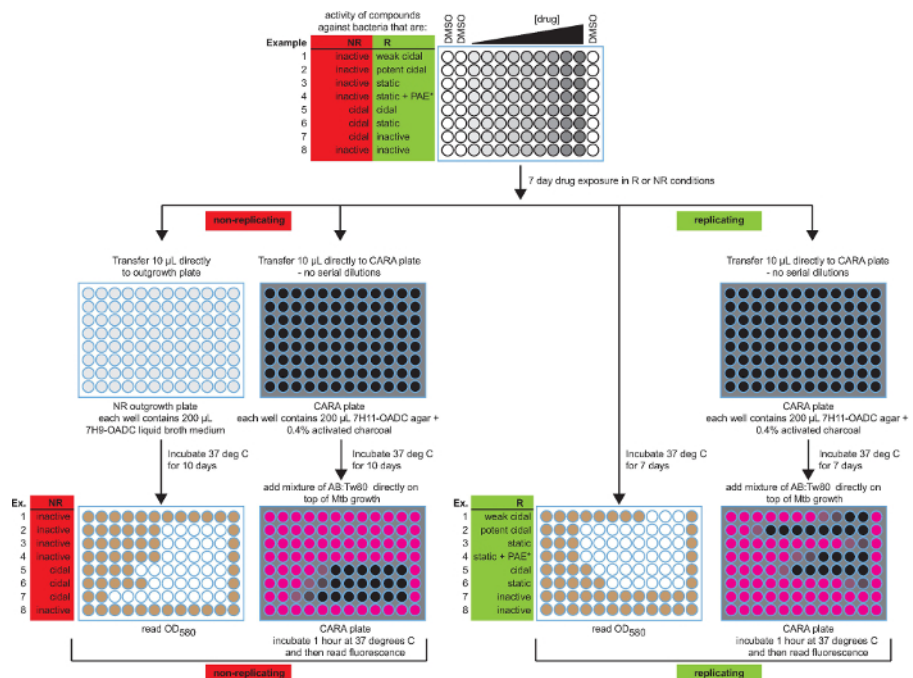 activity of compounds
against bacteria that are:
[drug]
DMSO
DMSO
DMSO
Example NR R
1 inactive weak cidal
2 inactive potent cidal
3 inactive static
4 inactive static + PAE*
5 cidal cidal
6 cidal static
7 cidal inactive
8 inactive inactive
7 day drug exposure in R or NR conditions
non-replicating
replicating
Transfer 10 µL directly
to outgrowth plate
Transfer 10 µL directly to CARA plate
- no serial dilutions
Transfer 10 µL directly to CARA plate
- no serial dilutions
NR outgrowth plate
each well contains 200 µL
7H9-OADC liquid broth medium
CARA plate
each well contains 200 µL 7H11-OADC agar +
0.4% activated charcoal
CARA plate
each well contains 200 µL 7H11-OADC agar +
0.4% activated charcoal
Incubate 37 deg C
for 10 days
Incubate 37 deg C
for 10 days
Incubate 37 deg C
for 7 days
Incubate 37 deg C
for 7 days
add mixture of AB:Tw80 directly on
top of Mtb growth
add mixture of AB:Tw80 directly on
top of Mtb growth
Ex. NR
1 inactive
2 inactive
3 inactive
4 inactive
5 cidal
6 cidal
7 cidal
8 inactive
read OD580
CARA plate
incubate 1 hour at 37 degrees C
and then read fluorescence
non-replicating
Ex. R
1 weak cidal
2 potent cidal
3 static
4 static + PAE*
5 cidal
6 static
7 inactive
8 inactive
read OD580
CARA plate
incubate 1 hour at 37 degrees C
and then read fluorescence
replicating